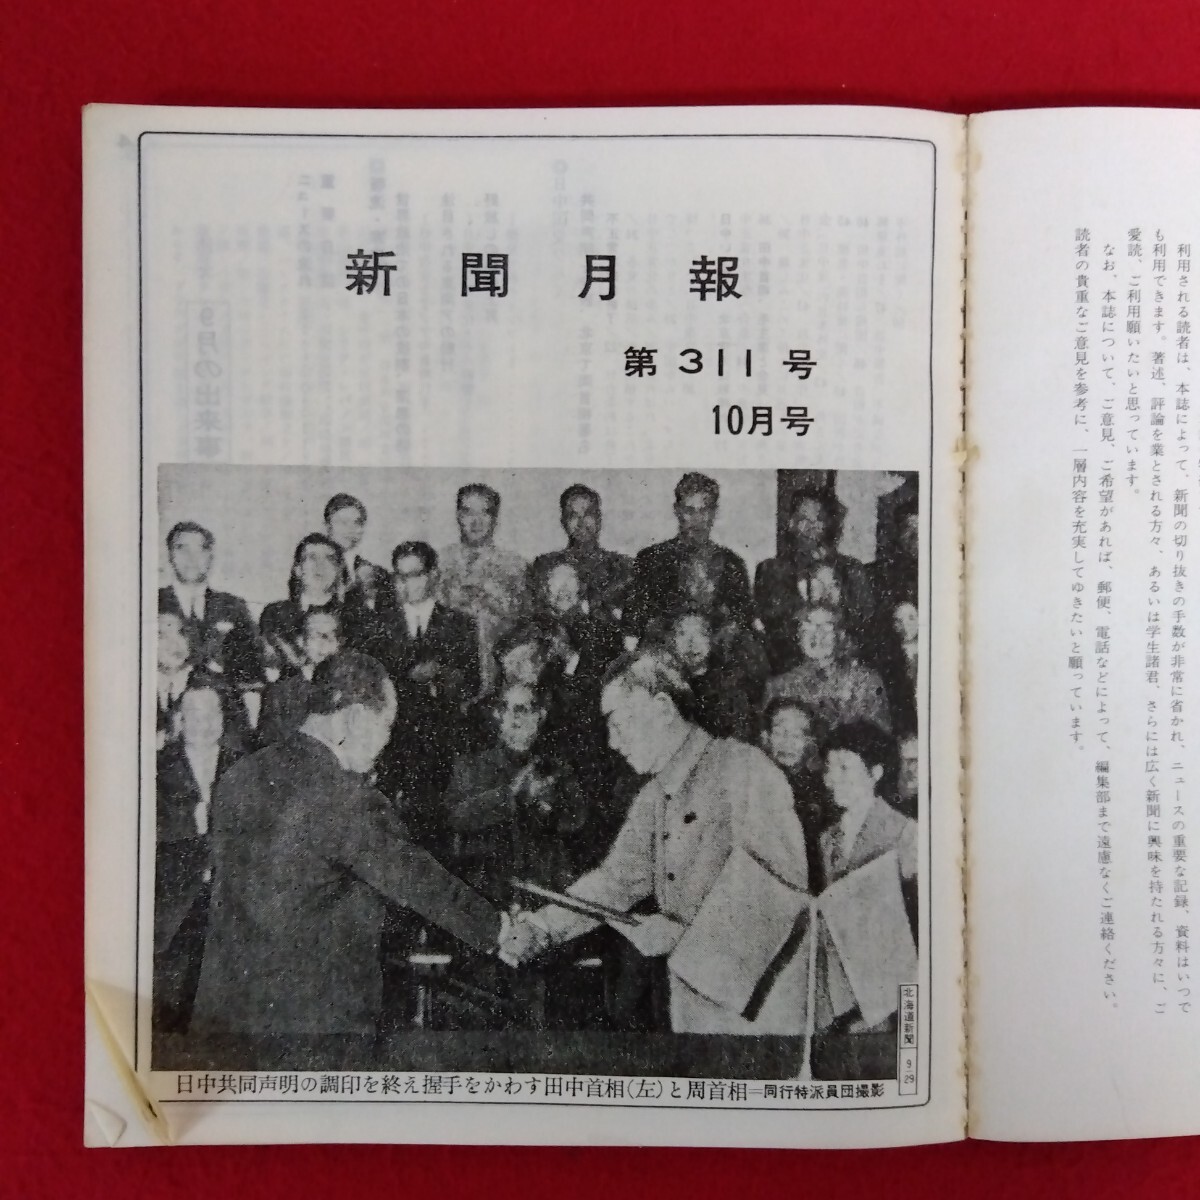 新聞月報
第311号
10月号
北海道新聞 9-29
日中共同声明の調印を終え握手をかわす田中首相(左)と周首相=同行特派員団撮影
利用される読者は、本誌によって、新聞の切り抜きの手数が非常に省かれ、ニュースの重要な記録、資料はいつで
も利用できます。著述、評論を業とされる方々、あるいは学生諸君、さらには広く新聞に興味を持たれる方々に、ご
愛読、ご利用願いたいと思っています。
なお、本誌について、ご意見、ご希望があれば、郵便、電話などによって、編集部まで遠慮なくご連絡ください。
読者の貴重なご意見を参考に、一層内容を充実してゆきたいと願っています。